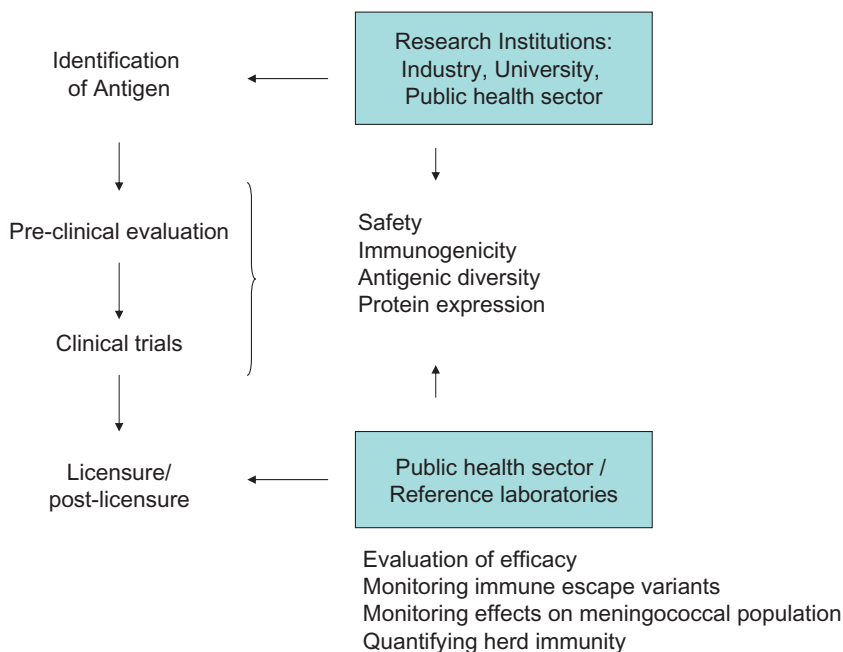 Identification
of Antigen
Research Institutions:
Industry, University,
Public health sector
Pre-clinical evaluation
Safety
Immunogenicity
Antigenic diversity
Protein expression
Clinical trials
Licensure/
post-licensure
Public health sector /
Reference laboratories
Evaluation of efficacy
Monitoring immune escape variants
Monitoring effects on meningococcal population
Quantifying herd immunity